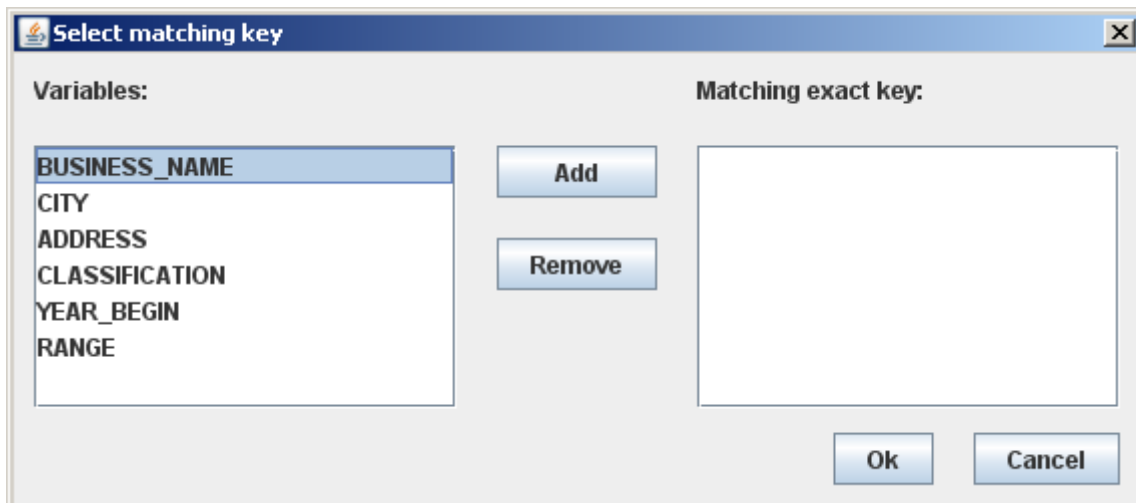 Select matching key
Variables:
Matching exact key:
BUSINESS_NAME
CITY
ADDRESS
CLASSIFICATION
YEAR_BEGIN
RANGE
Add
Remove
Ok
Cancel